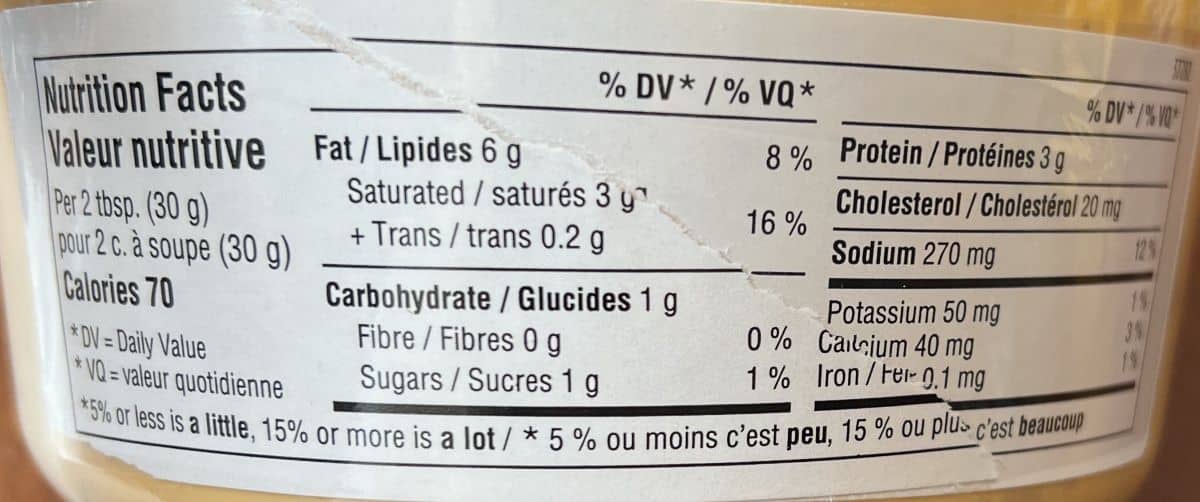 Nutrition Facts
Valeur nutritive
Per 2 tbsp. (30 g)
pour 2 c. à soupe (30 g)
Calories 70
*DV = Daily Value
*VQ = valeur quotidienne
% DV* / % VQ*
Fat / Lipides 6 g 8 %
Saturated / saturés 3 g
+ Trans / trans 0.2 g 16 %
Carbohydrate / Glucides 1 g
Fibre / Fibres 0 g 0 %
Sugars / Sucres 1 g 1 %
% DV* / % VQ*
Protein / Protéines 3 g
Cholesterol / Cholestérol 20 mg
Sodium 270 mg 12 %
Potassium 50 mg 1 %
Calcium 40 mg 3 %
Iron / Fer 0.1 mg 1 %
*5% or less is a little, 15% or more is a lot / * 5 % ou moins c'est peu, 15 % ou plus c'est beaucoup